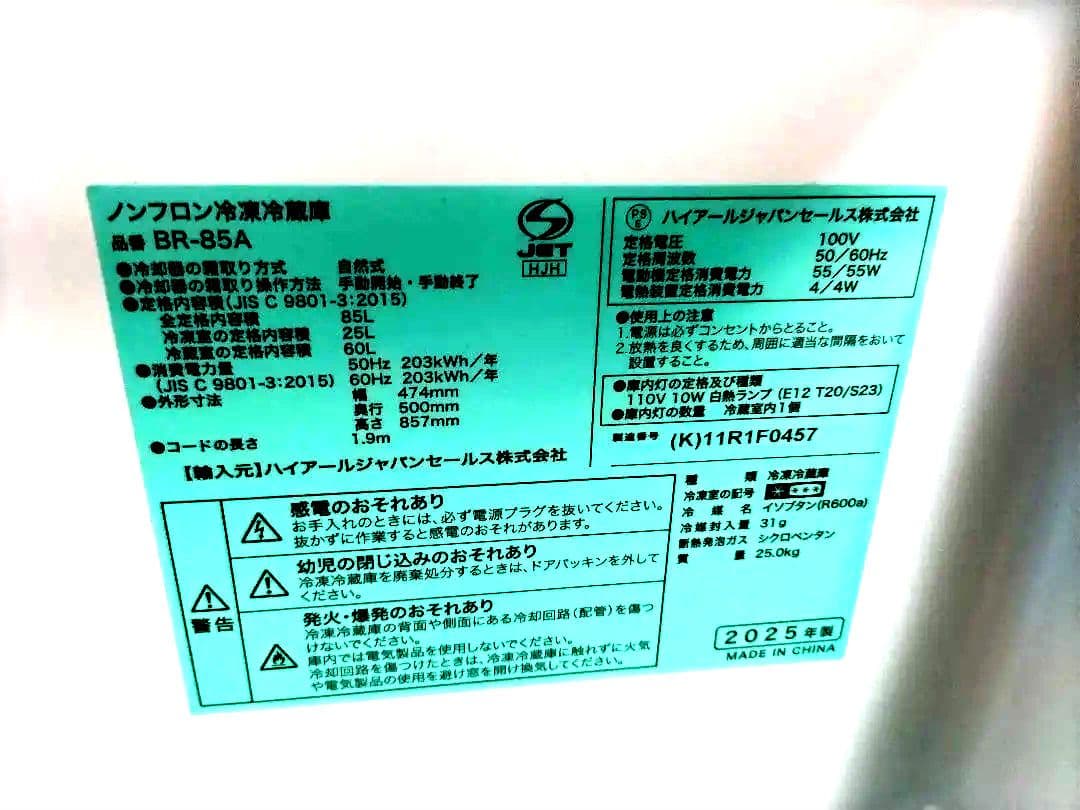 ノンフロン冷凍冷蔵庫
品番 BR-85A
JET
HJH
●冷却器の霜取り方式 自然式
●冷却器の霜取り操作方法 手動開始・手動終了
●定格内容積(JIS C 9801-3:2015)
全定格内容積 85L
冷凍室の定格内容積 25L
冷蔵室の定格内容積 60L
●消費電力量 50Hz 203kWh/年
(JIS C 9801-3:2015) 60Hz 203kWh/年
●外形寸法 幅 474mm
奥行 500mm
高さ 857mm
●コードの長さ 1.9m
【輸入元】ハイアールジャパンセールス株式会社
PS
E
ハイアールジャパンセールス株式会社
定格電圧 100V
定格周波数 50/60Hz
電動機定格消費電力 55/55W
電熱装置定格消費電力 4/4W
●使用上の注意
1.電源は必ずコンセントからとること。
2.放熱を良くするため、周囲に適当な間隔をおいて
設置すること。
●庫内灯の定格及び種類
110V 10W 白熱ランプ (E12 T20/S23)
●庫内灯の数量 冷蔵室内1個
製造番号 (K)11R1F0457
種類 冷凍冷蔵庫
冷凍室の記号 * ***
冷媒名 イソブタン(R600a)
冷媒封入量 31g
断熱発泡ガス シクロペンタン
質量 25.0kg
2025年製
MADE IN CHINA
警告
感電のおそれあり
お手入れのときには、必ず電源プラグを抜いてください。
抜かずに作業すると感電のおそれがあります。
幼児の閉じ込みのおそれあり
冷凍冷蔵庫を廃棄処分するときは、ドアパッキンを外して
ください。
発火・爆発のおそれあり
冷凍冷蔵庫の背面や側面にある冷却回路(配管)を傷つ
けないでください。
庫内では電気製品を使用しないでください。
冷却回路を傷つけたときは、冷凍冷蔵庫に触れずに火気
や電気製品の使用を避け窓を開け換気してください。